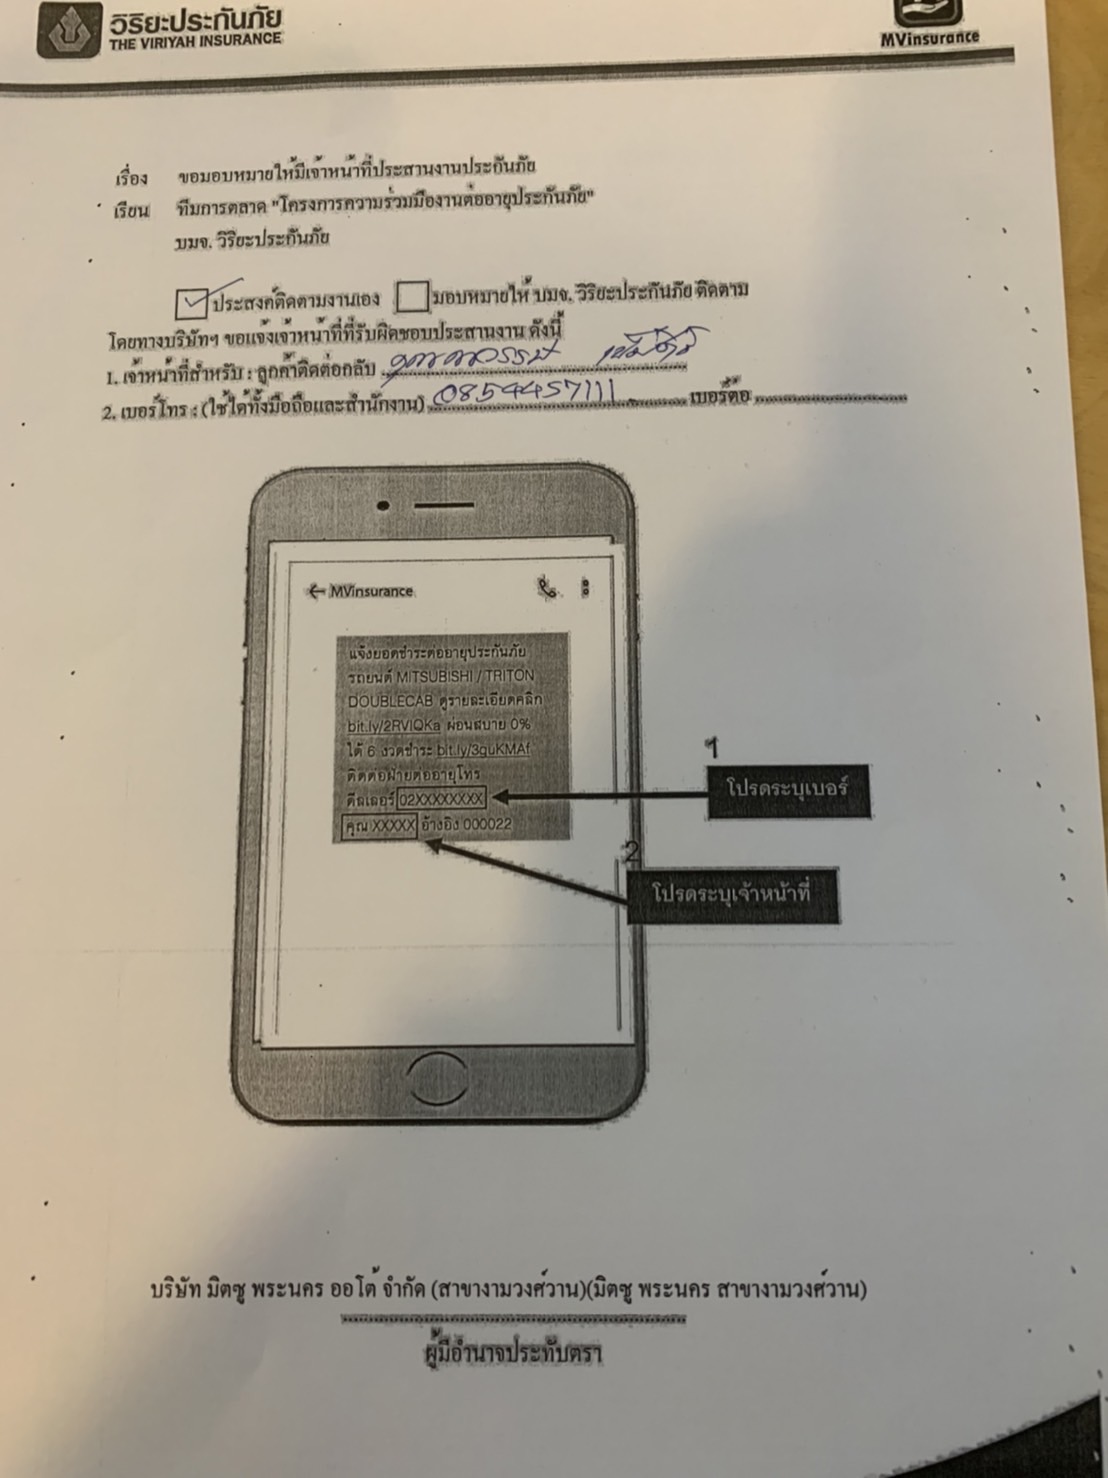 วิริยะประกันภัย
THE VIRIYAH INSURANCE
MVinsurance
เรื่อง ขอมอบหมายให้มีเจ้าหน้าที่ประสานงานประกันภัย
เรียน ทีมการตลาด "โครงการความร่วมมืองานต่ออายุประกันภัย"
บมจ. วิริยะประกันภัย
ประสงค์ติดตามงานเอง มอบหมายให้ บมจ. วิริยะประกันภัย ติดตาม
โดยทางบริษัทฯ ขอแจ้งเจ้าหน้าที่ที่รับผิดชอบประสานงาน ดังนี้
1. เจ้าหน้าที่สำหรับ : ลูกค้าติดต่อกลับ
2. เบอร์โทร : (ใช้ได้ทั้งมือถือและสำนักงาน) 0854457111 เบอร์ต่อ
MVinsurance
แจ้งยอดชำระต่ออายุประกันภัย
รถยนต์ MITSUBISHI / TRITON
DOUBLECAB ดูรายละเอียดคลิก
bit.ly/2RVIQKa ผ่อนสบาย 0%
ได้ 6 งวดชำระ bit.ly/3guKMAf
ติดต่อฝ่ายต่ออายุโทร
ดีลเลอร์ 02XXXXXXXX
คุณ XXXXX อ้างอิง 000022
1
โปรดระบุเบอร์
2
โปรดระบุเจ้าหน้าที่
บริษัท มิตซู พระนคร ออโต้ จำกัด (สาขางามวงศ์วาน)(มิตซู พระนคร สาขางามวงศ์วาน)
ผู้มีอำนาจประทับตรา